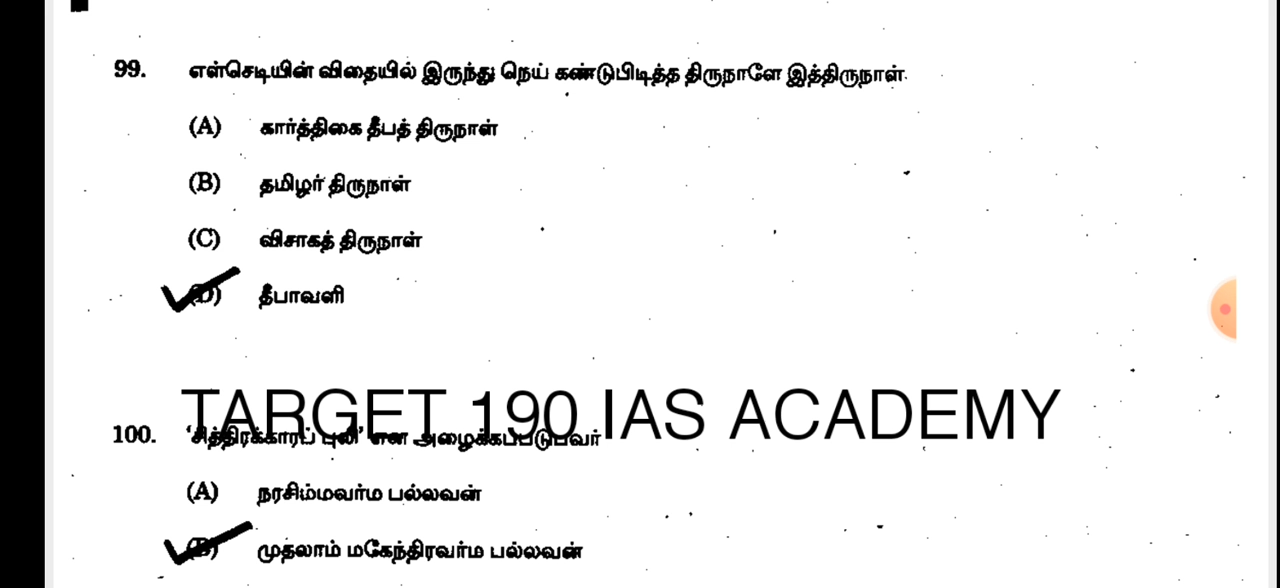 99. எள்செடியின் விதையில் இருந்து நெய் கண்டுபிடித்த திருநாளே இத்திருநாள்.
(A) கார்த்திகை தீபத் திருநாள்
(B) தமிழர் திருநாள்
(C) விசாகத் திருநாள்
(D) தீபாவளி
TARGET 190 IAS ACADEMY
100. 'சித்திரக்காரப் புலி' என அழைக்கப்படுபவர்
(A) நரசிம்மவர்ம பல்லவன்
(B) முதலாம் மகேந்திரவர்ம பல்லவன்